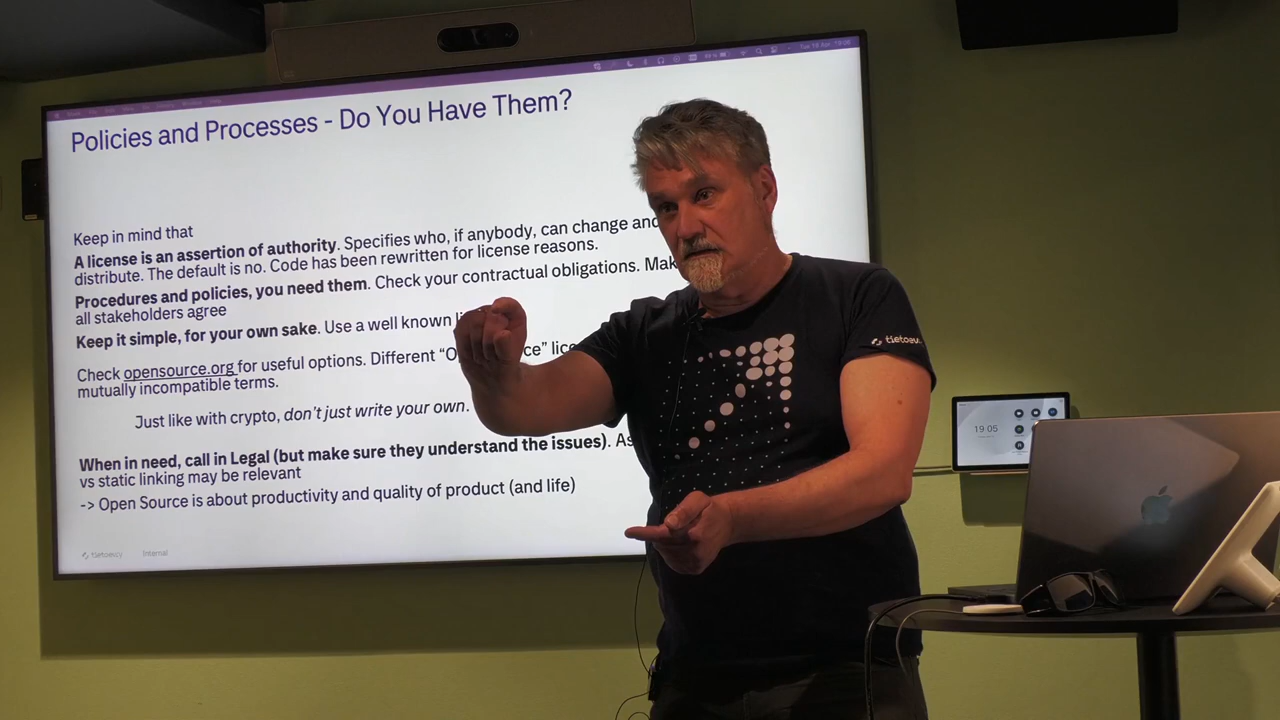 Policies and Processes - Do You Have Them?
Keep in mind that
A license is an assertion of authority. Specifies who, if anybody, can change and
distribute. The default is no. Code has been rewritten for license reasons.
Procedures and policies, you need them. Check your contractual obligations.
all stakeholders agree
Keep it simple, for your own sake. Use a well known
Check opensource.org for useful options. Different
mutually incompatible terms.
Just like with crypto, don't just write your own.
When in need, call in Legal (but make sure they understand the issues).
vs static linking may be relevant
-> Open Source is about productivity and quality of product (and life)
tietoevry Internal
19 05